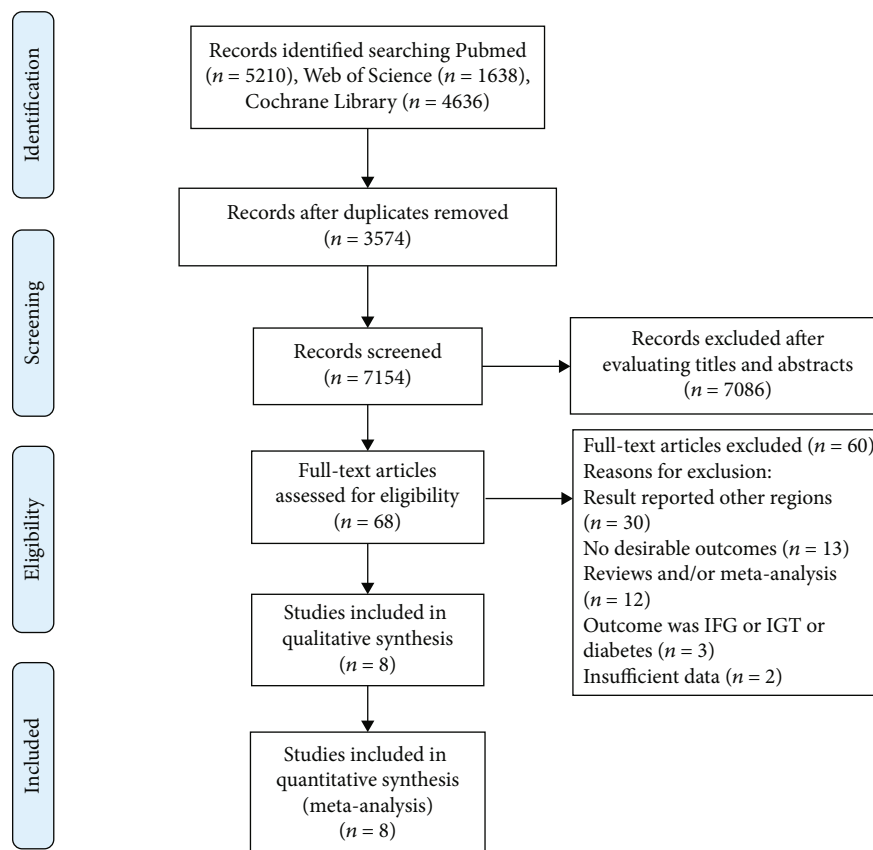 Identification
Records identified searching Pubmed
(n = 5210), Web of Science (n = 1638),
Cochrane Library (n = 4636)
Records after duplicates removed
(n = 3574)
Screening
Records screened
(n = 7154)
Records excluded after
evaluating titles and abstracts
(n = 7086)
Eligibility
Full-text articles
assessed for eligibility
(n = 68)
Full-text articles excluded (n = 60)
Reasons for exclusion:
Result reported other regions
(n = 30)
No desirable outcomes (n = 13)
Reviews and/or meta-analysis
(n = 12)
Outcome was IFG or IGT or
diabetes (n = 3)
Insufficient data (n = 2)
Studies included in
qualitative synthesis
(n = 8)
Included
Studies included in
quantitative synthesis
(meta-analysis)
(n = 8)